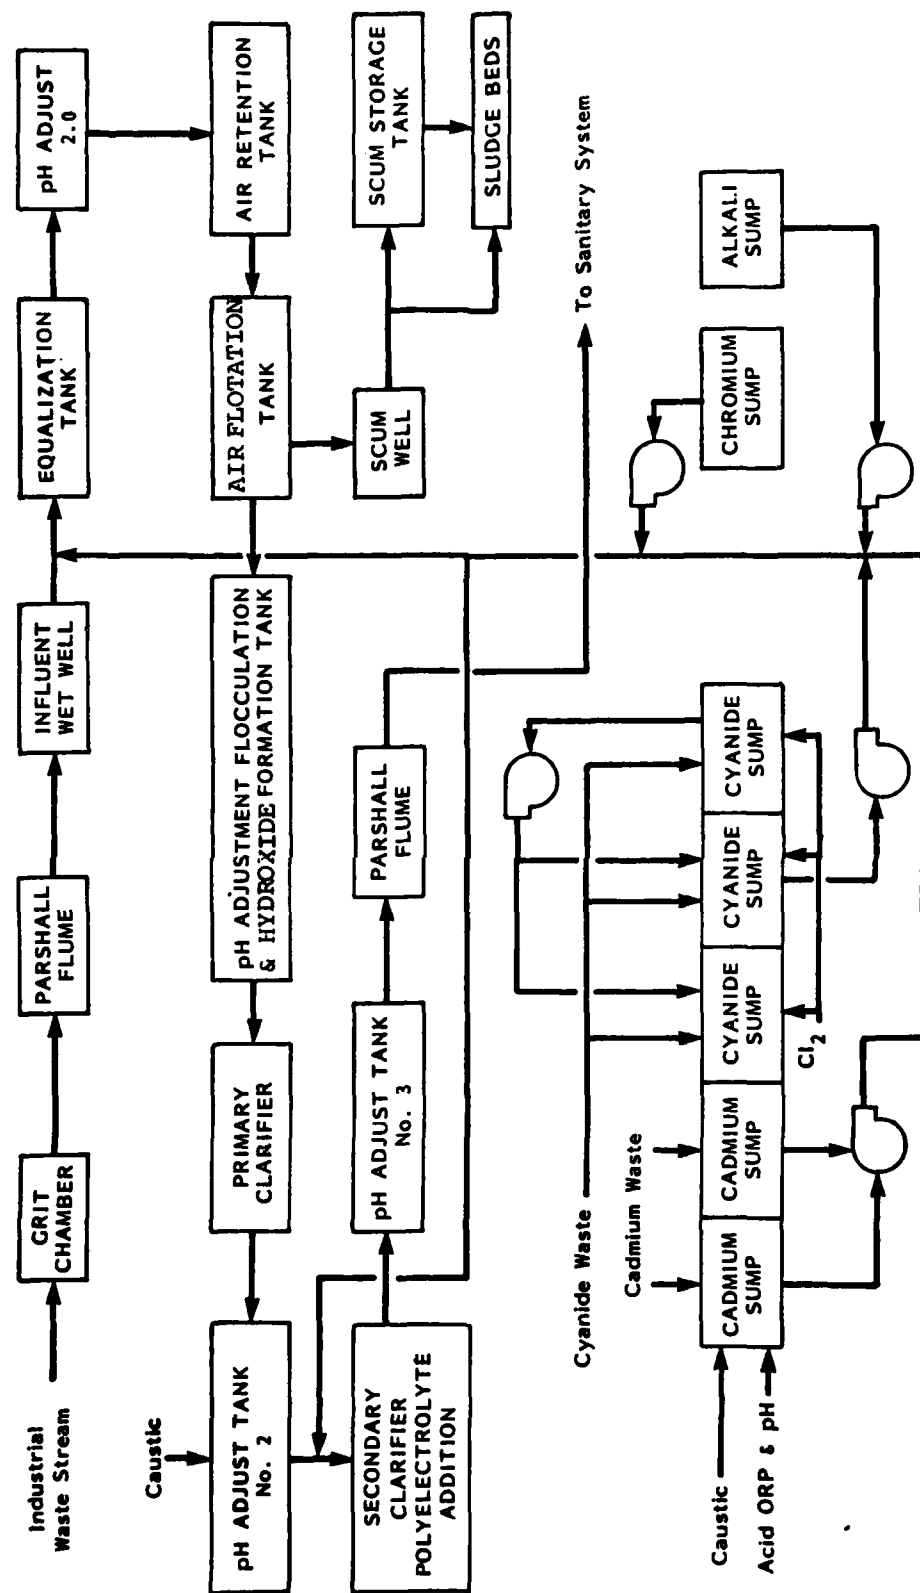 Industrial
Waste Stream
GRIT
CHAMBER
PARSHALL
FLUME
INFLUENT
WET WELL
EQUALIZATION
TANK
pH ADJUST
2.0
Caustic
pH ADJUST TANK
No. 2
PRIMARY
CLARIFIER
pH ADJUSTMENT FLOCCULATION
& HYDROXIDE FORMATION TANK
AIR FLOTATION
TANK
AIR RETENTION
TANK
SECONDARY
CLARIFIER
POLYELECTROLYTE
ADDITION
pH ADJUST TANK
No. 3
PARSHALL
FLUME
SCUM
WELL
SCUM STORAGE
TANK
SLUDGE BEDS
To Sanitary System
Cyanide Waste
Cadmium Waste
Caustic
Acid ORP & pH
CADMIUM
SUMP
CADMIUM
SUMP
CYANIDE
SUMP
CYANIDE
SUMP
CYANIDE
SUMP
CHROMIUM
SUMP
ALKALI
SUMP
Cl2